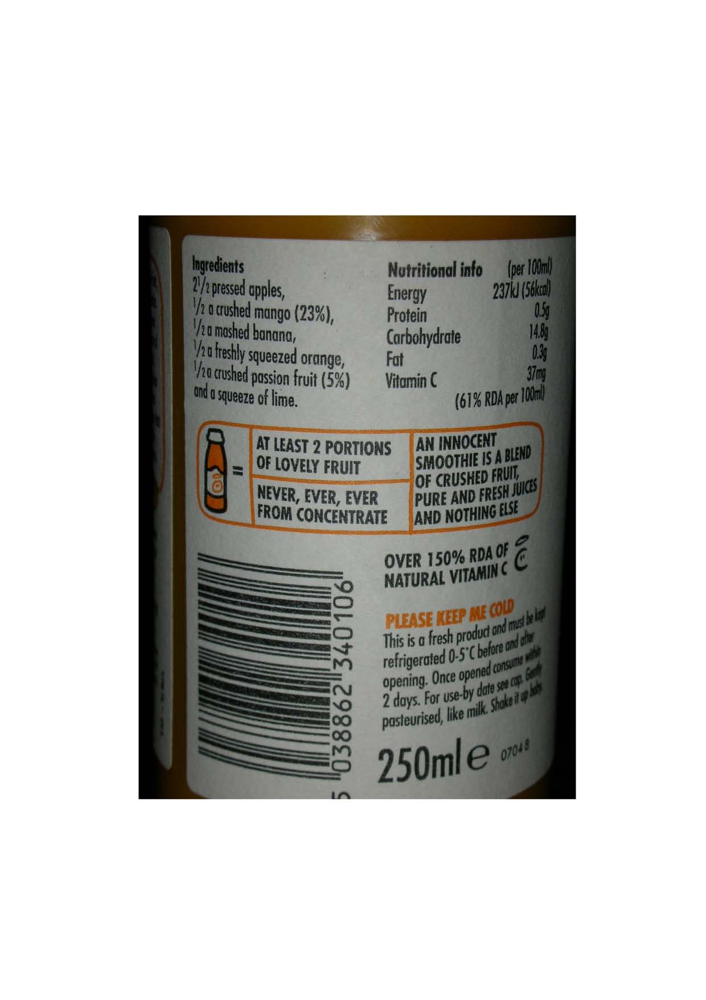 Ingredients
2½ pressed apples,
½ a crushed mango (23%),
½ a mashed banana,
½ a freshly squeezed orange,
½ a crushed passion fruit (5%)
and a squeeze of lime.
Nutritional info (per 100ml)
Energy 237kJ (56kcal)
Protein 0.5g
Carbohydrate 14.8g
Fat 0.3g
Vitamin C 37mg
(61% RDA per 100ml)
=
AT LEAST 2 PORTIONS
OF LOVELY FRUIT
NEVER, EVER, EVER
FROM CONCENTRATE
AN INNOCENT
SMOOTHIE IS A BLEND
OF CRUSHED FRUIT,
PURE AND FRESH JUICES
AND NOTHING ELSE
OVER 150% RDA OF
NATURAL VITAMIN C
PLEASE KEEP ME COLD
This is a fresh product and must be kept
refrigerated 0-5°C before and after
opening. Once opened consume within
2 days. For use-by date see cap. Gently
pasteurised, like milk. Shake it up baby.
250ml e 07048
5 038862 340106